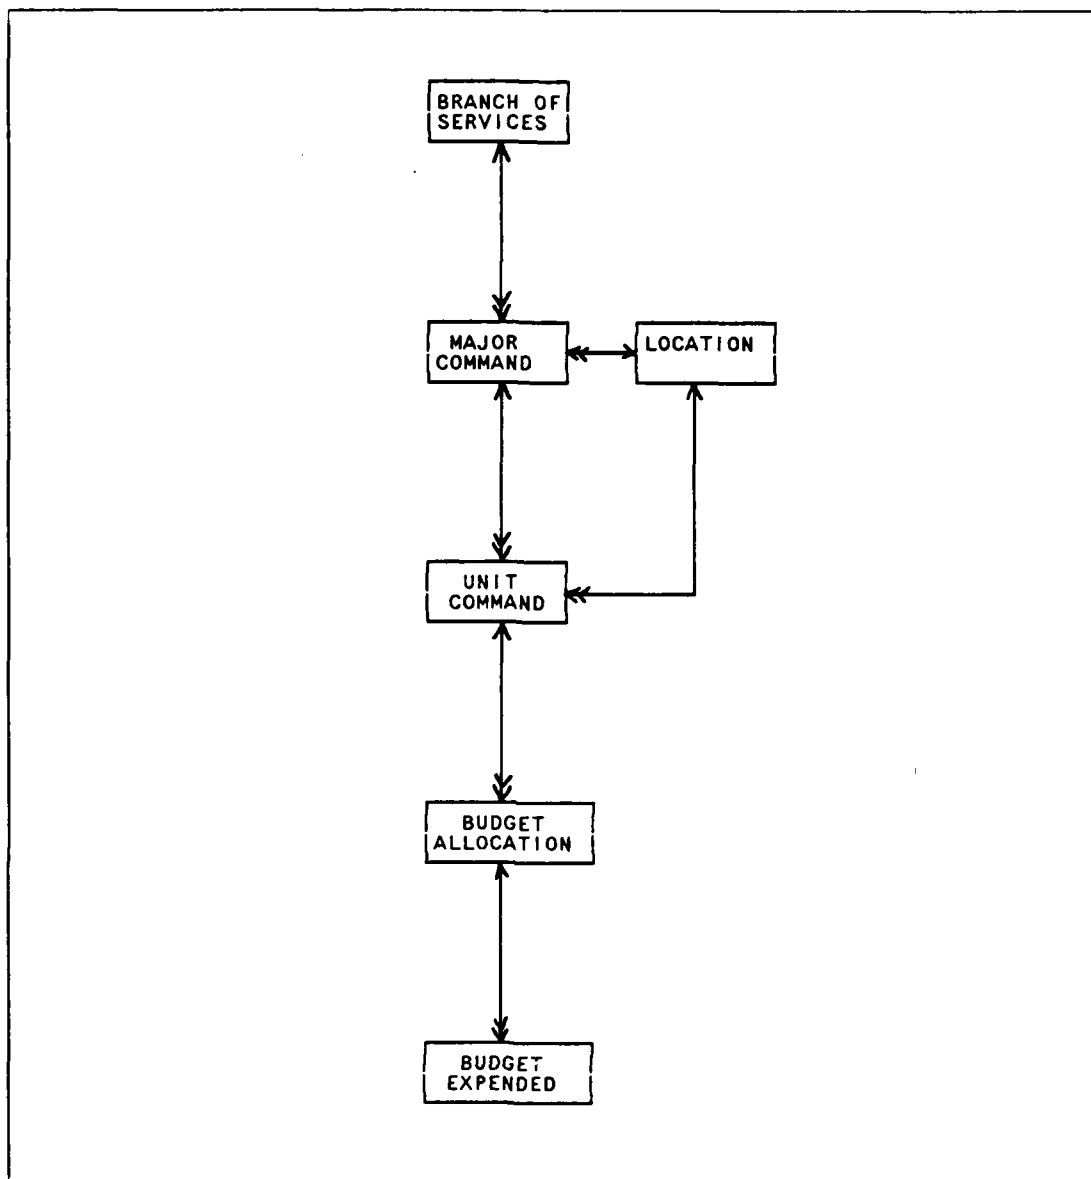 BRANCH OF
SERVICES
MAJOR
COMMAND
LOCATION
UNIT
COMMAND
BUDGET
ALLOCATION
BUDGET
EXPENDED